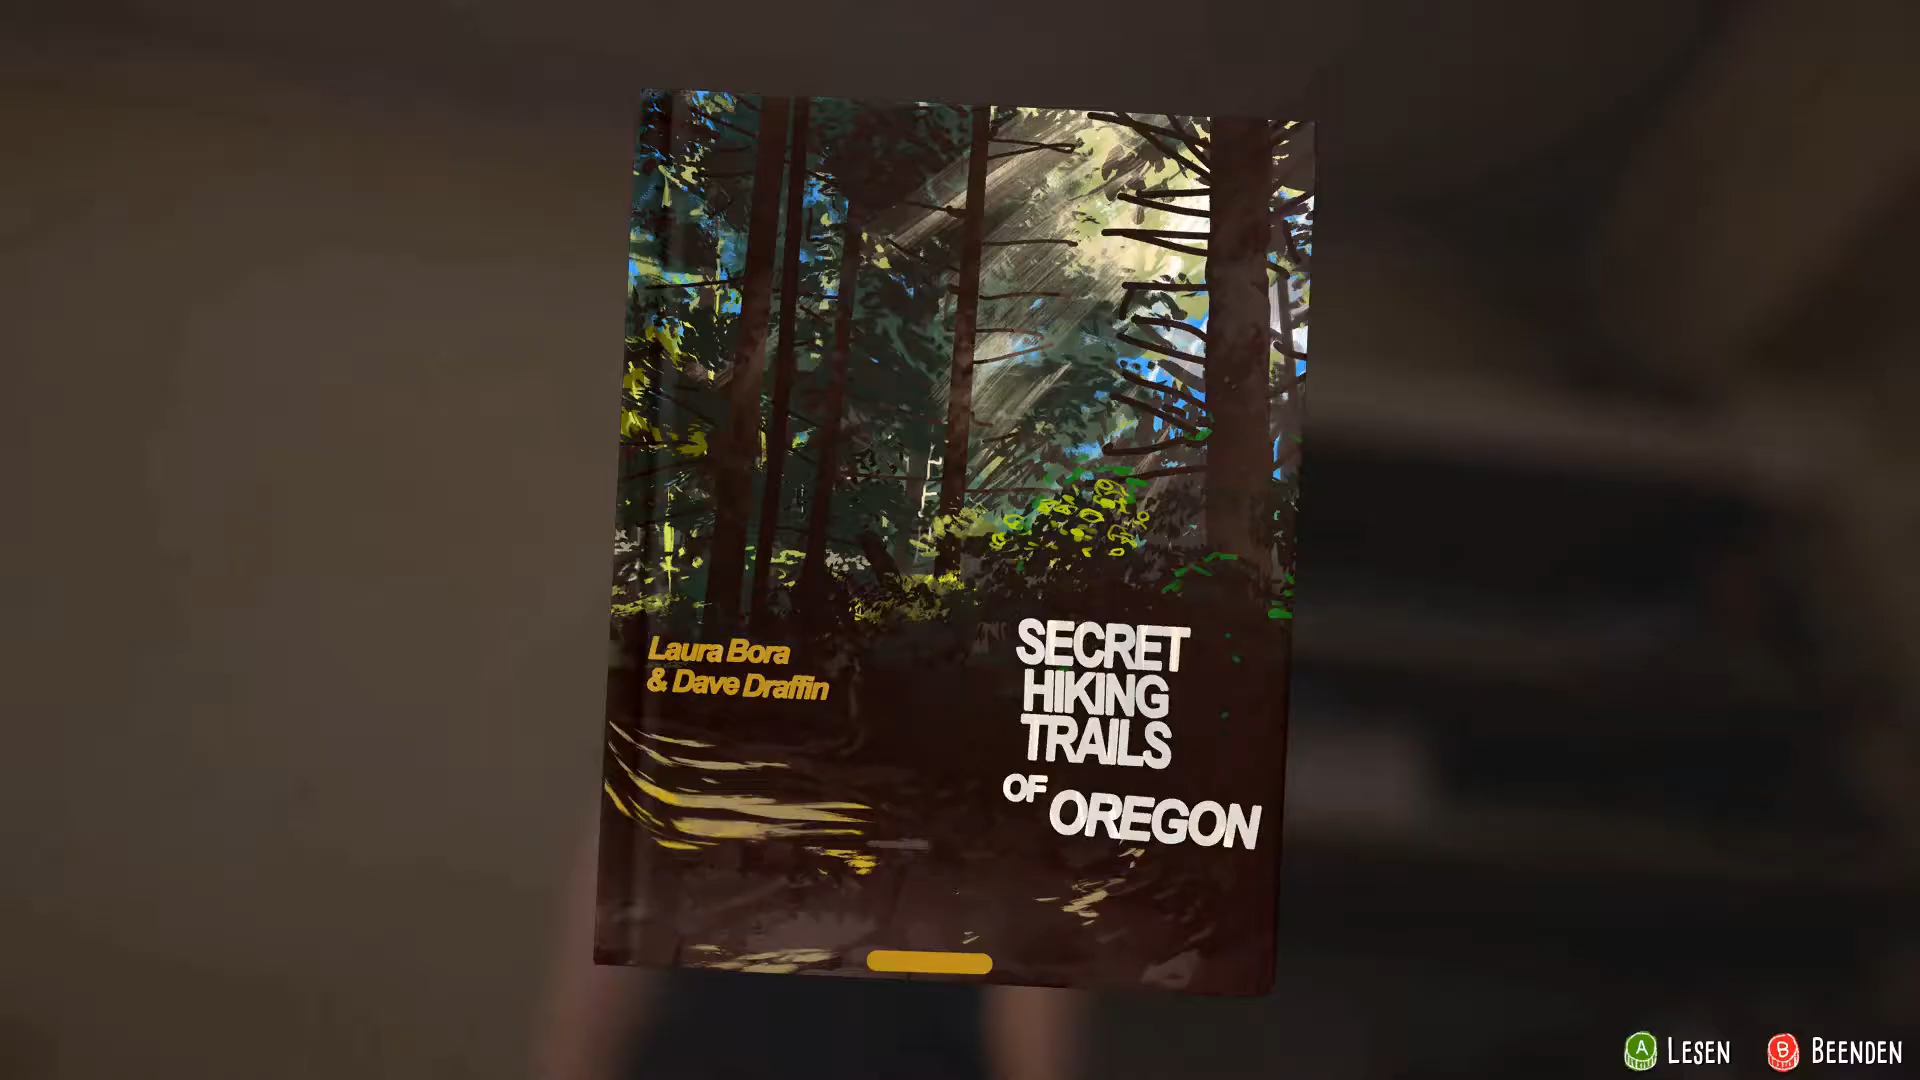 Laura Bora
& Dave Draffin
SECRET
HIKING
TRAILS
OF OREGON
A LESEN B BEENDEN